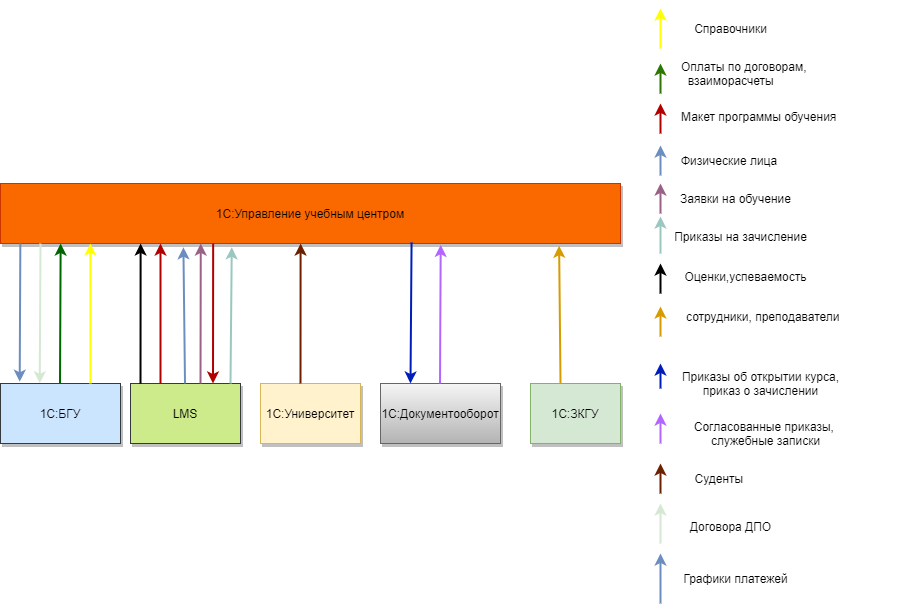 1С:Управление учебным центром
1С:БГУ
LMS
1С:Университет
1С:Документооборот
1С:ЗКГУ
Справочники
Оплаты по договорам,
взаиморасчеты
Макет программы обучения
Физические лица
Заявки на обучение
Приказы на зачисление
Оценки,успеваемость
сотрудники, преподаватели
Приказы об открытии курса,
приказ о зачислении
Согласованные приказы,
служебные записки
Суденты
Договора ДПО
Графики платежей